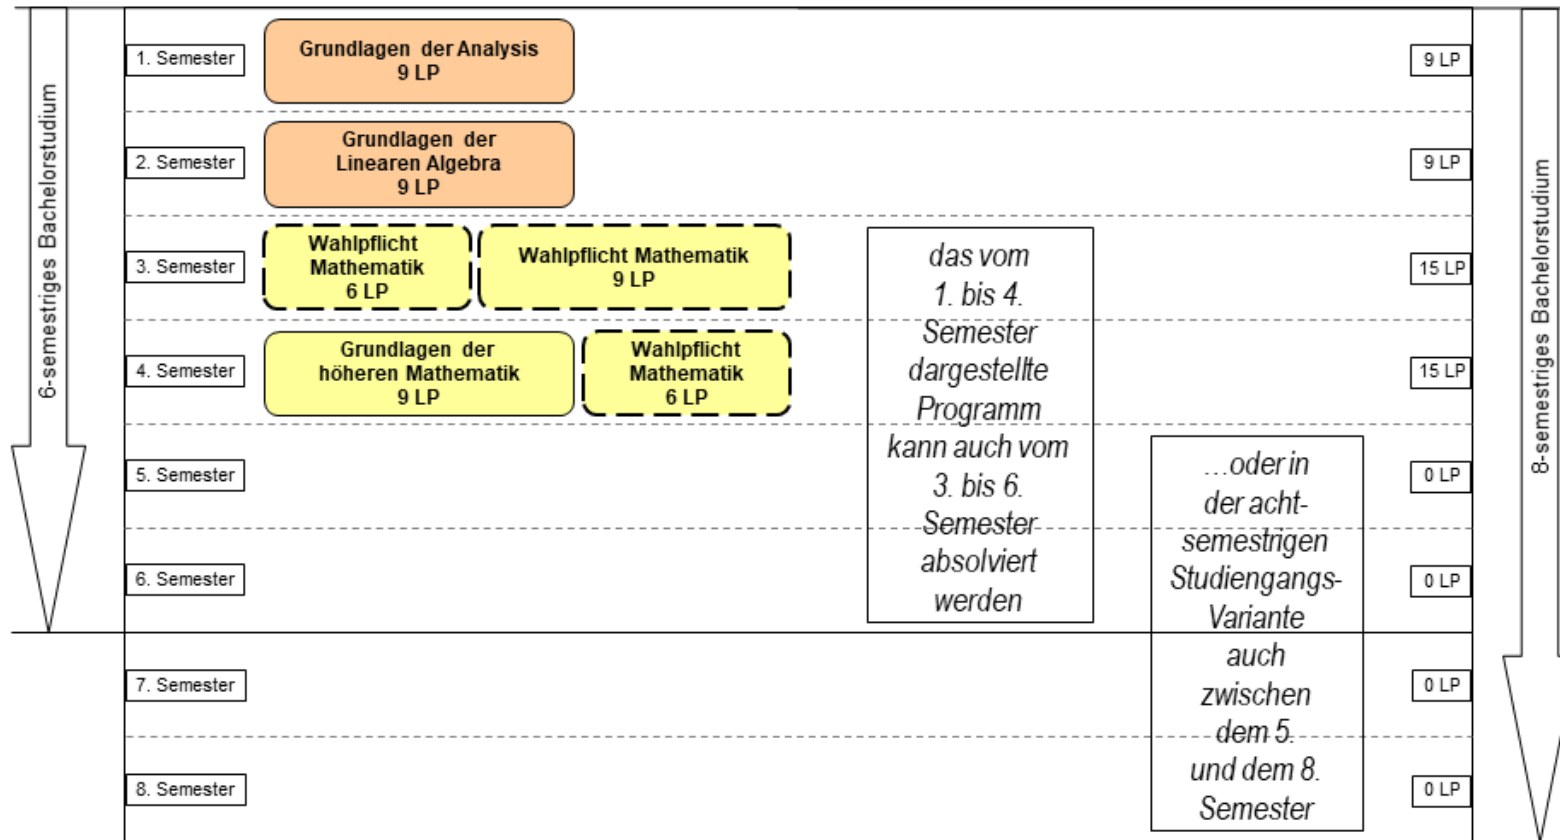 6-semestriges Bachelorstudium
8-semestriges Bachelorstudium
1. Semester
Grundlagen der Analysis
9 LP
9 LP
2. Semester
Grundlagen der
Linearen Algebra
9 LP
9 LP
3. Semester
Wahlpflicht
Mathematik
6 LP
Wahlpflicht Mathematik
9 LP
15 LP
4. Semester
Grundlagen der
höheren Mathematik
9 LP
Wahlpflicht
Mathematik
6 LP
15 LP
das vom
1. bis 4.
Semester
dargestellte
Programm
kann auch vom
3. bis 6.
Semester
absolviert
werden
5. Semester
0 LP
6. Semester
0 LP
...oder in
der acht-
semestrigen
Studiengangs-
Variante
auch
zwischen
dem 5.
und dem 8.
Semester
7. Semester
0 LP
8. Semester
0 LP